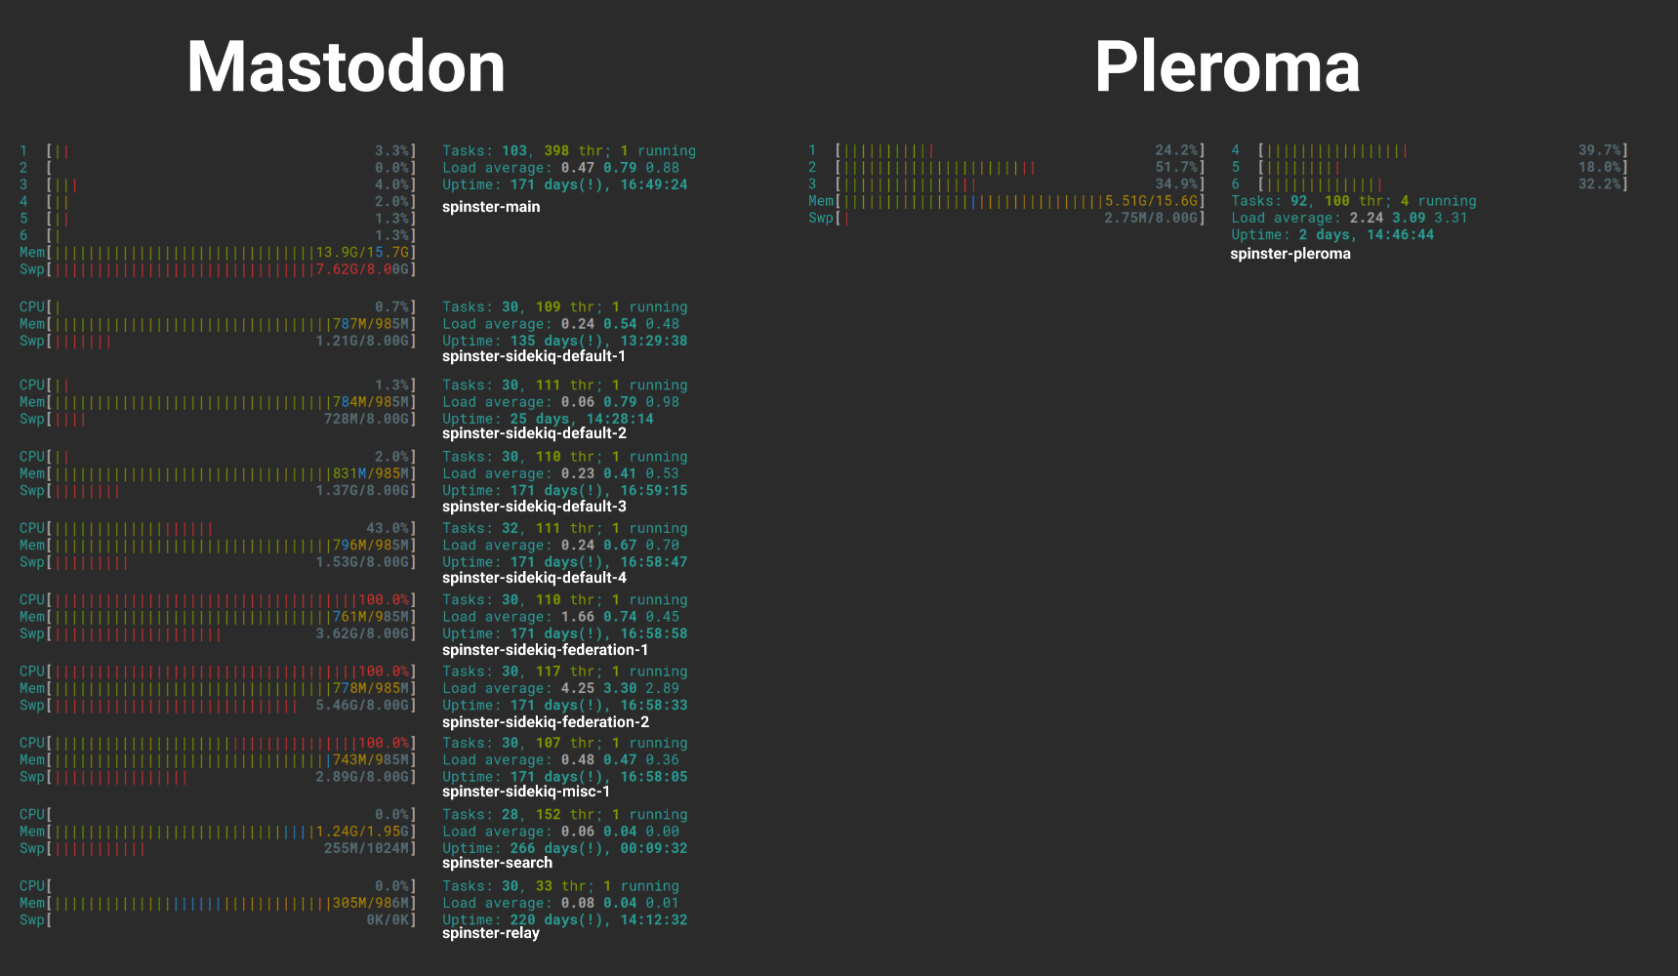 Mastodon
1 [|| 3.3%]
2 [ 0.0%]
3 [||| 4.0%]
4 [|| 2.0%]
5 [|| 1.3%]
6 [| 1.3%]
Mem[|||||||||||||||||||||||||||||||13.9G/15.7G]
Swp[|||||||||||||||||||||||||||||||7.62G/8.00G]
Tasks: 103, 398 thr; 1 running
Load average: 0.47 0.79 0.88
Uptime: 171 days(!), 16:49:24
spinster-main
CPU[| 0.7%]
Mem[|||||||||||||||||||||||||||||||||787M/985M]
Swp[||||||| 1.21G/8.00G]
Tasks: 30, 109 thr; 1 running
Load average: 0.24 0.54 0.48
Uptime: 135 days(!), 13:29:38
spinster-sidekiq-default-1
CPU[|| 1.3%]
Mem[|||||||||||||||||||||||||||||||||784M/985M]
Swp[|||| 728M/8.00G]
Tasks: 30, 111 thr; 1 running
Load average: 0.06 0.79 0.98
Uptime: 25 days, 14:28:14
spinster-sidekiq-default-2
CPU[|| 2.0%]
Mem[|||||||||||||||||||||||||||||||||831M/985M]
Swp[|||||||| 1.37G/8.00G]
Tasks: 30, 110 thr; 1 running
Load average: 0.23 0.41 0.53
Uptime: 171 days(!), 16:59:15
spinster-sidekiq-default-3
CPU[||||||||||||||||||| 43.0%]
Mem[|||||||||||||||||||||||||||||||||796M/985M]
Swp[||||||||| 1.53G/8.00G]
Tasks: 32, 111 thr; 1 running
Load average: 0.24 0.67 0.70
Uptime: 171 days(!), 16:58:47
spinster-sidekiq-default-4
CPU[||||||||||||||||||||||||||||||||||||100.0%]
Mem[|||||||||||||||||||||||||||||||||761M/985M]
Swp[|||||||||||||||||||| 3.62G/8.00G]
Tasks: 30, 110 thr; 1 running
Load average: 1.66 0.74 0.45
Uptime: 171 days(!), 16:58:58
spinster-sidekiq-federation-1
CPU[||||||||||||||||||||||||||||||||||||100.0%]
Mem[|||||||||||||||||||||||||||||||||778M/985M]
Swp[||||||||||||||||||||||||||||| 5.46G/8.00G]
Tasks: 30, 117 thr; 1 running
Load average: 4.25 3.30 2.89
Uptime: 171 days(!), 16:58:33
spinster-sidekiq-federation-2
CPU[||||||||||||||||||||||||||||||||||||100.0%]
Mem[|||||||||||||||||||||||||||||||||743M/985M]
Swp[|||||||||||||||| 2.89G/8.00G]
Tasks: 30, 107 thr; 1 running
Load average: 0.48 0.47 0.36
Uptime: 171 days(!), 16:58:05
spinster-sidekiq-misc-1
CPU[ 0.0%]
Mem[|||||||||||||||||||||||||||||||1.24G/1.95G]
Swp[||||||||||| 255M/1024M]
Tasks: 28, 152 thr; 1 running
Load average: 0.06 0.04 0.00
Uptime: 266 days(!), 00:09:32
spinster-search
CPU[ 0.0%]
Mem[|||||||||||||||||||||||||||||||||305M/986M]
Swp[ 0K/0K]
Tasks: 30, 33 thr; 1 running
Load average: 0.08 0.04 0.01
Uptime: 220 days(!), 14:12:32
spinster-relay
Pleroma
1 [||||||||||| 24.2%]
2 [||||||||||||||||||||||| 51.7%]
3 [|||||||||||||||| 34.9%]
Mem[|||||||||||||||||||||||||||||||5.51G/15.6G]
Swp[| 2.75M/8.00G]
4 [||||||||||||||||| 39.7%]
5 [||||||||| 18.0%]
6 [|||||||||||||| 32.2%]
Tasks: 92, 100 thr; 4 running
Load average: 2.24 3.09 3.31
Uptime: 2 days, 14:46:44
spinster-pleroma